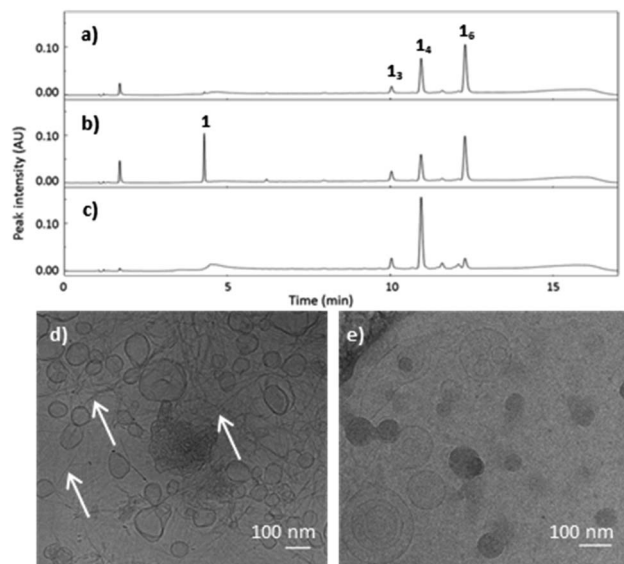 a)
0.10
0.00
1₃ 1₄ 1₆
b)
0.10
0.00
1
c)
0.10
0.00
Peak intensity (AU)
0 5 10 15
Time (min)
d)
100 nm
e)
100 nm